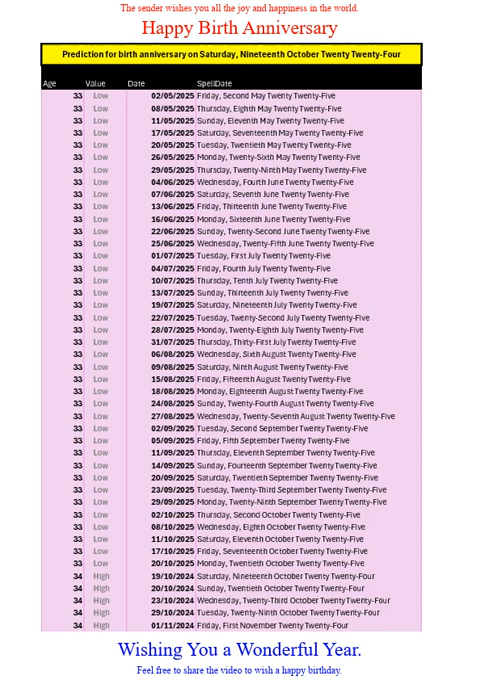 The sender wishes you all the joy and happiness in the world.
Happy Birth Anniversary
Prediction for birth anniversary on Saturday, Nineteenth October Twenty Twenty-Four
Age Value Date SpellDate
33 Low 02/05/2025 Friday, Second May Twenty Twenty-Five
33 Low 08/05/2025 Thursday, Eighth May Twenty Twenty-Five
33 Low 11/05/2025 Sunday, Eleventh May Twenty Twenty-Five
33 Low 17/05/2025 Saturday, Seventeenth May Twenty Twenty-Five
33 Low 20/05/2025 Tuesday, Twentieth May Twenty Twenty-Five
33 Low 26/05/2025 Monday, Twenty-Sixth May Twenty Twenty-Five
33 Low 29/05/2025 Thursday, Twenty-Ninth May Twenty Twenty-Five
33 Low 04/06/2025 Wednesday, Fourth June Twenty Twenty-Five
33 Low 07/06/2025 Saturday, Seventh June Twenty Twenty-Five
33 Low 13/06/2025 Friday, Thirteenth June Twenty Twenty-Five
33 Low 16/06/2025 Monday, Sixteenth June Twenty Twenty-Five
33 Low 22/06/2025 Sunday, Twenty-Second June Twenty Twenty-Five
33 Low 25/06/2025 Wednesday, Twenty-Fifth June Twenty Twenty-Five
33 Low 01/07/2025 Tuesday, First July Twenty Twenty-Five
33 Low 04/07/2025 Friday, Fourth July Twenty Twenty-Five
33 Low 10/07/2025 Thursday, Tenth July Twenty Twenty-Five
33 Low 13/07/2025 Sunday, Thirteenth July Twenty Twenty-Five
33 Low 19/07/2025 Saturday, Nineteenth July Twenty Twenty-Five
33 Low 22/07/2025 Tuesday, Twenty-Second July Twenty Twenty-Five
33 Low 28/07/2025 Monday, Twenty-Eighth July Twenty Twenty-Five
33 Low 31/07/2025 Thursday, Thirty-First July Twenty Twenty-Five
33 Low 06/08/2025 Wednesday, Sixth August Twenty Twenty-Five
33 Low 09/08/2025 Saturday, Ninth August Twenty Twenty-Five
33 Low 15/08/2025 Friday, Fifteenth August Twenty Twenty-Five
33 Low 18/08/2025 Monday, Eighteenth August Twenty Twenty-Five
33 Low 24/08/2025 Sunday, Twenty-Fourth August Twenty Twenty-Five
33 Low 27/08/2025 Wednesday, Twenty-Seventh August Twenty Twenty-Five
33 Low 02/09/2025 Tuesday, Second September Twenty Twenty-Five
33 Low 05/09/2025 Friday, Fifth September Twenty Twenty-Five
33 Low 11/09/2025 Thursday, Eleventh September Twenty Twenty-Five
33 Low 14/09/2025 Sunday, Fourteenth September Twenty Twenty-Five
33 Low 20/09/2025 Saturday, Twentieth September Twenty Twenty-Five
33 Low 23/09/2025 Tuesday, Twenty-Third September Twenty Twenty-Five
33 Low 29/09/2025 Monday, Twenty-Ninth September Twenty Twenty-Five
33 Low 02/10/2025 Thursday, Second October Twenty Twenty-Five
33 Low 08/10/2025 Wednesday, Eighth October Twenty Twenty-Five
33 Low 11/10/2025 Saturday, Eleventh October Twenty Twenty-Five
33 Low 17/10/2025 Friday, Seventeenth October Twenty Twenty-Five
33 Low 20/10/2025 Monday, Twentieth October Twenty Twenty-Five
34 High 19/10/2024 Saturday, Nineteenth October Twenty Twenty-Four
34 High 20/10/2024 Sunday, Twentieth October Twenty Twenty-Four
34 High 23/10/2024 Wednesday, Twenty-Third October Twenty Twenty-Four
34 High 29/10/2024 Tuesday, Twenty-Ninth October Twenty Twenty-Four
34 High 01/11/2024 Friday, First November Twenty Twenty-Four
Wishing You a Wonderful Year.
Feel free to share the video to wish a happy birthday.